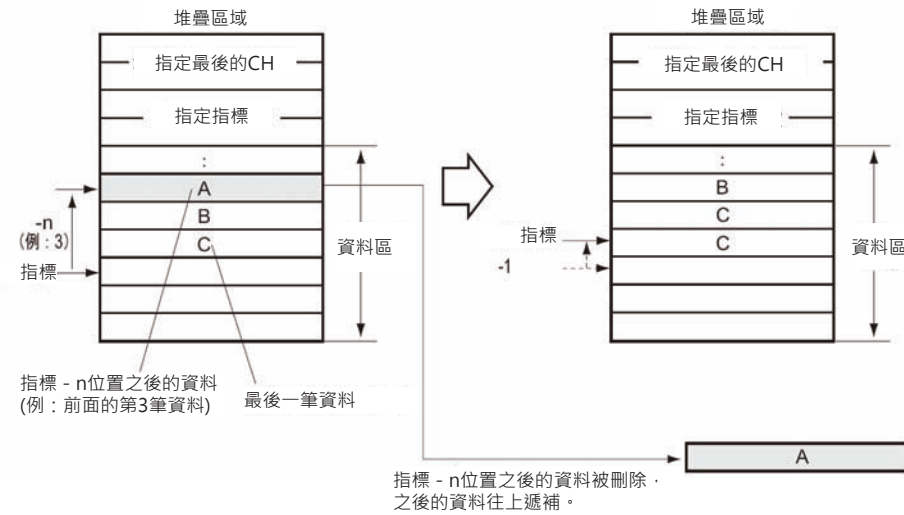 堆疊區域
指定最後的CH
指定指標
:
A
B
C
-n
(例：3)
指標
資料區
指標 - n位置之後的資料
(例：前面的第3筆資料)
最後一筆資料
堆疊區域
指定最後的CH
指定指標
:
B
C
C
指標
-1
資料區
A
指標 - n位置之後的資料被刪除，
之後的資料往上遞補。